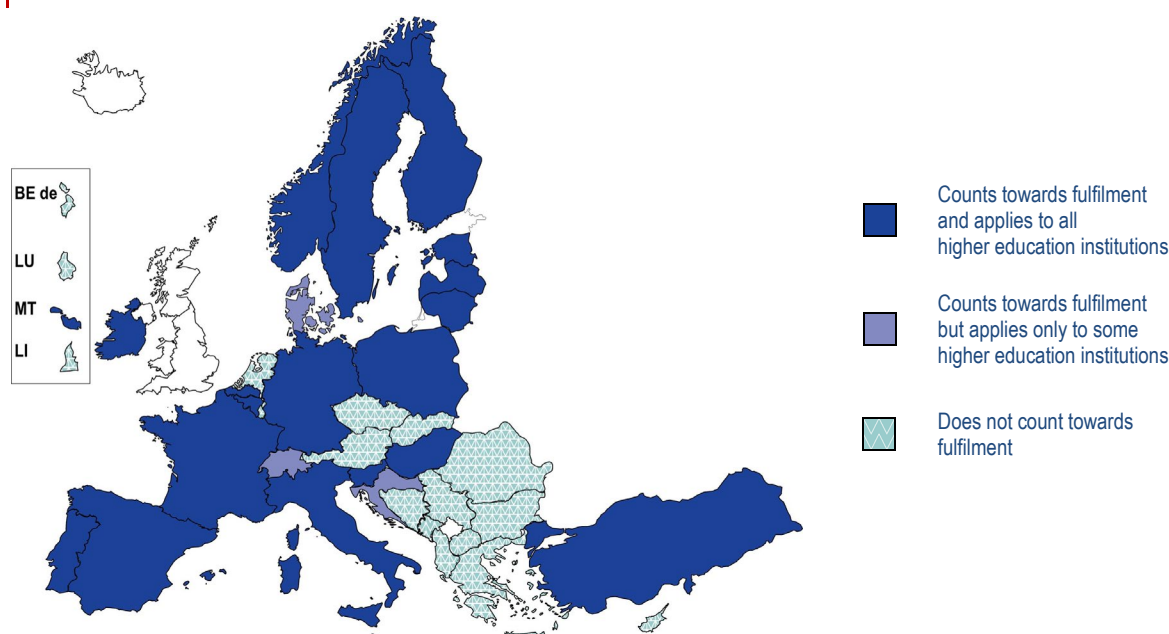 BE de
LU
MT
LI
Counts towards fulfilment
and applies to all
higher education institutions
Counts towards fulfilment
but applies only to some
higher education institutions
Does not count towards
fulfilment